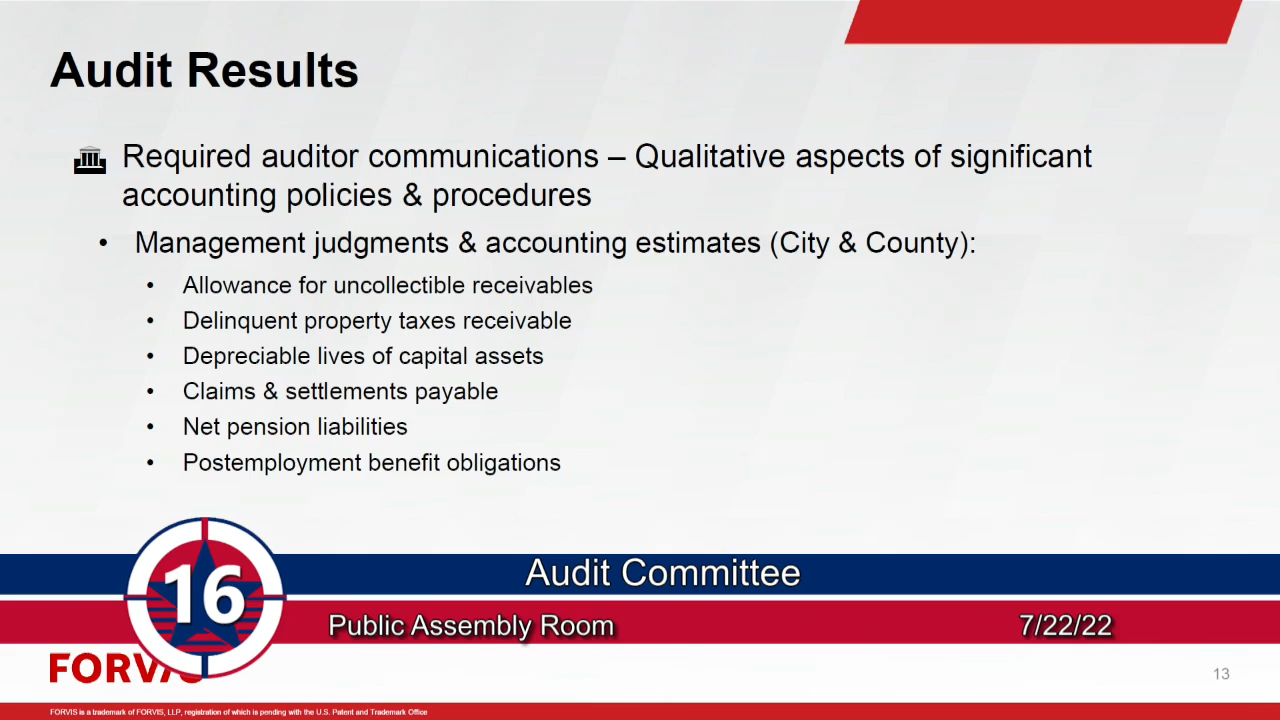 Audit Results
Required auditor communications – Qualitative aspects of significant
accounting policies & procedures
• Management judgments & accounting estimates (City & County):
• Allowance for uncollectible receivables
• Delinquent property taxes receivable
• Depreciable lives of capital assets
• Claims & settlements payable
• Net pension liabilities
• Postemployment benefit obligations
16
Audit Committee
Public Assembly Room 7/22/22
FORVIS
13
FORVIS is a trademark of FORVIS, LLP, registration of which is pending with the U.S. Patent and Trademark Office